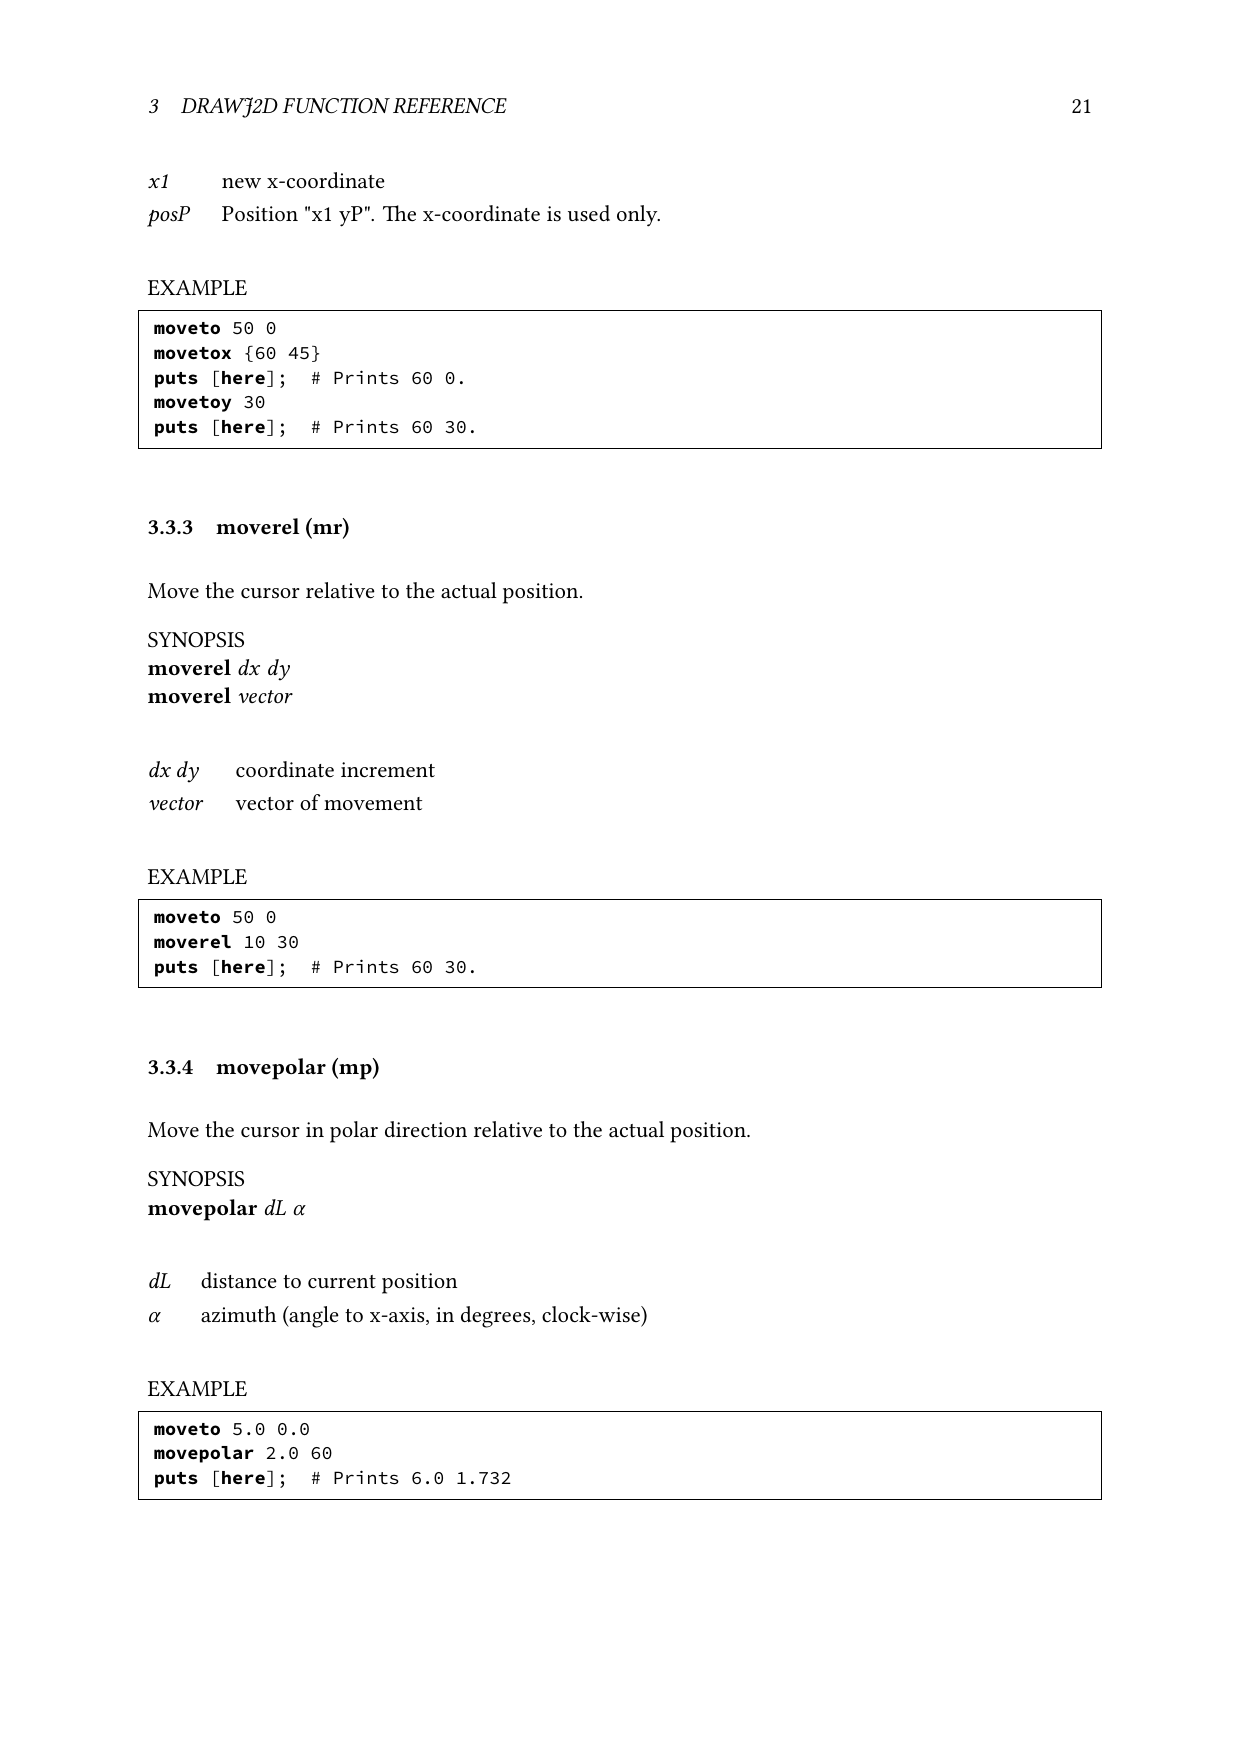 3 DRAWJ2D FUNCTION REFERENCE 21
x1 new x-coordinate
posP Position "x1 yP". The x-coordinate is used only.
EXAMPLE
moveto 50 0
movetox {60 45}
puts [here]; # Prints 60 0.
movetoy 30
puts [here]; # Prints 60 30.
3.3.3 moverel (mr)
Move the cursor relative to the actual position.
SYNOPSIS
moverel dx dy
moverel vector
dx dy coordinate increment
vector vector of movement
EXAMPLE
moveto 50 0
moverel 10 30
puts [here]; # Prints 60 30.
3.3.4 movepolar (mp)
Move the cursor in polar direction relative to the actual position.
SYNOPSIS
movepolar dL α
dL distance to current position
α azimuth (angle to x-axis, in degrees, clock-wise)
EXAMPLE
moveto 5.0 0.0
movepolar 2.0 60
puts [here]; # Prints 6.0 1.732